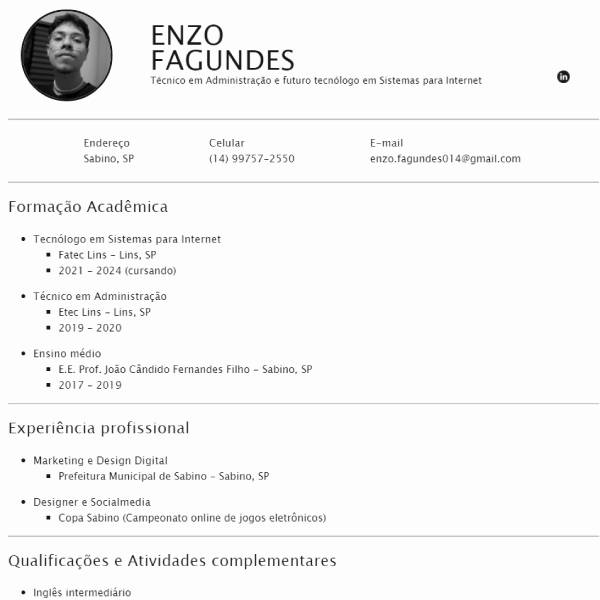 ENZO
FAGUNDES
Técnico em Administração e futuro tecnólogo em Sistemas para Internet
in
Endereço Celular E-mail
Sabino, SP (14) 99757-2550 enzo.fagundes014@gmail.com
Formação Acadêmica
Tecnólogo em Sistemas para Internet
Fatec Lins - Lins, SP
2021 - 2024 (cursando)
Técnico em Administração
Etec Lins - Lins, SP
2019 - 2020
Ensino médio
E.E. Prof. João Cândido Fernandes Filho - Sabino, SP
2017 - 2019
Experiência profissional
Marketing e Design Digital
Prefeitura Municipal de Sabino - Sabino, SP
Designer e Socialmedia
Copa Sabino (Campeonato online de jogos eletrônicos)
Qualificações e Atividades complementares
Inglês intermediário